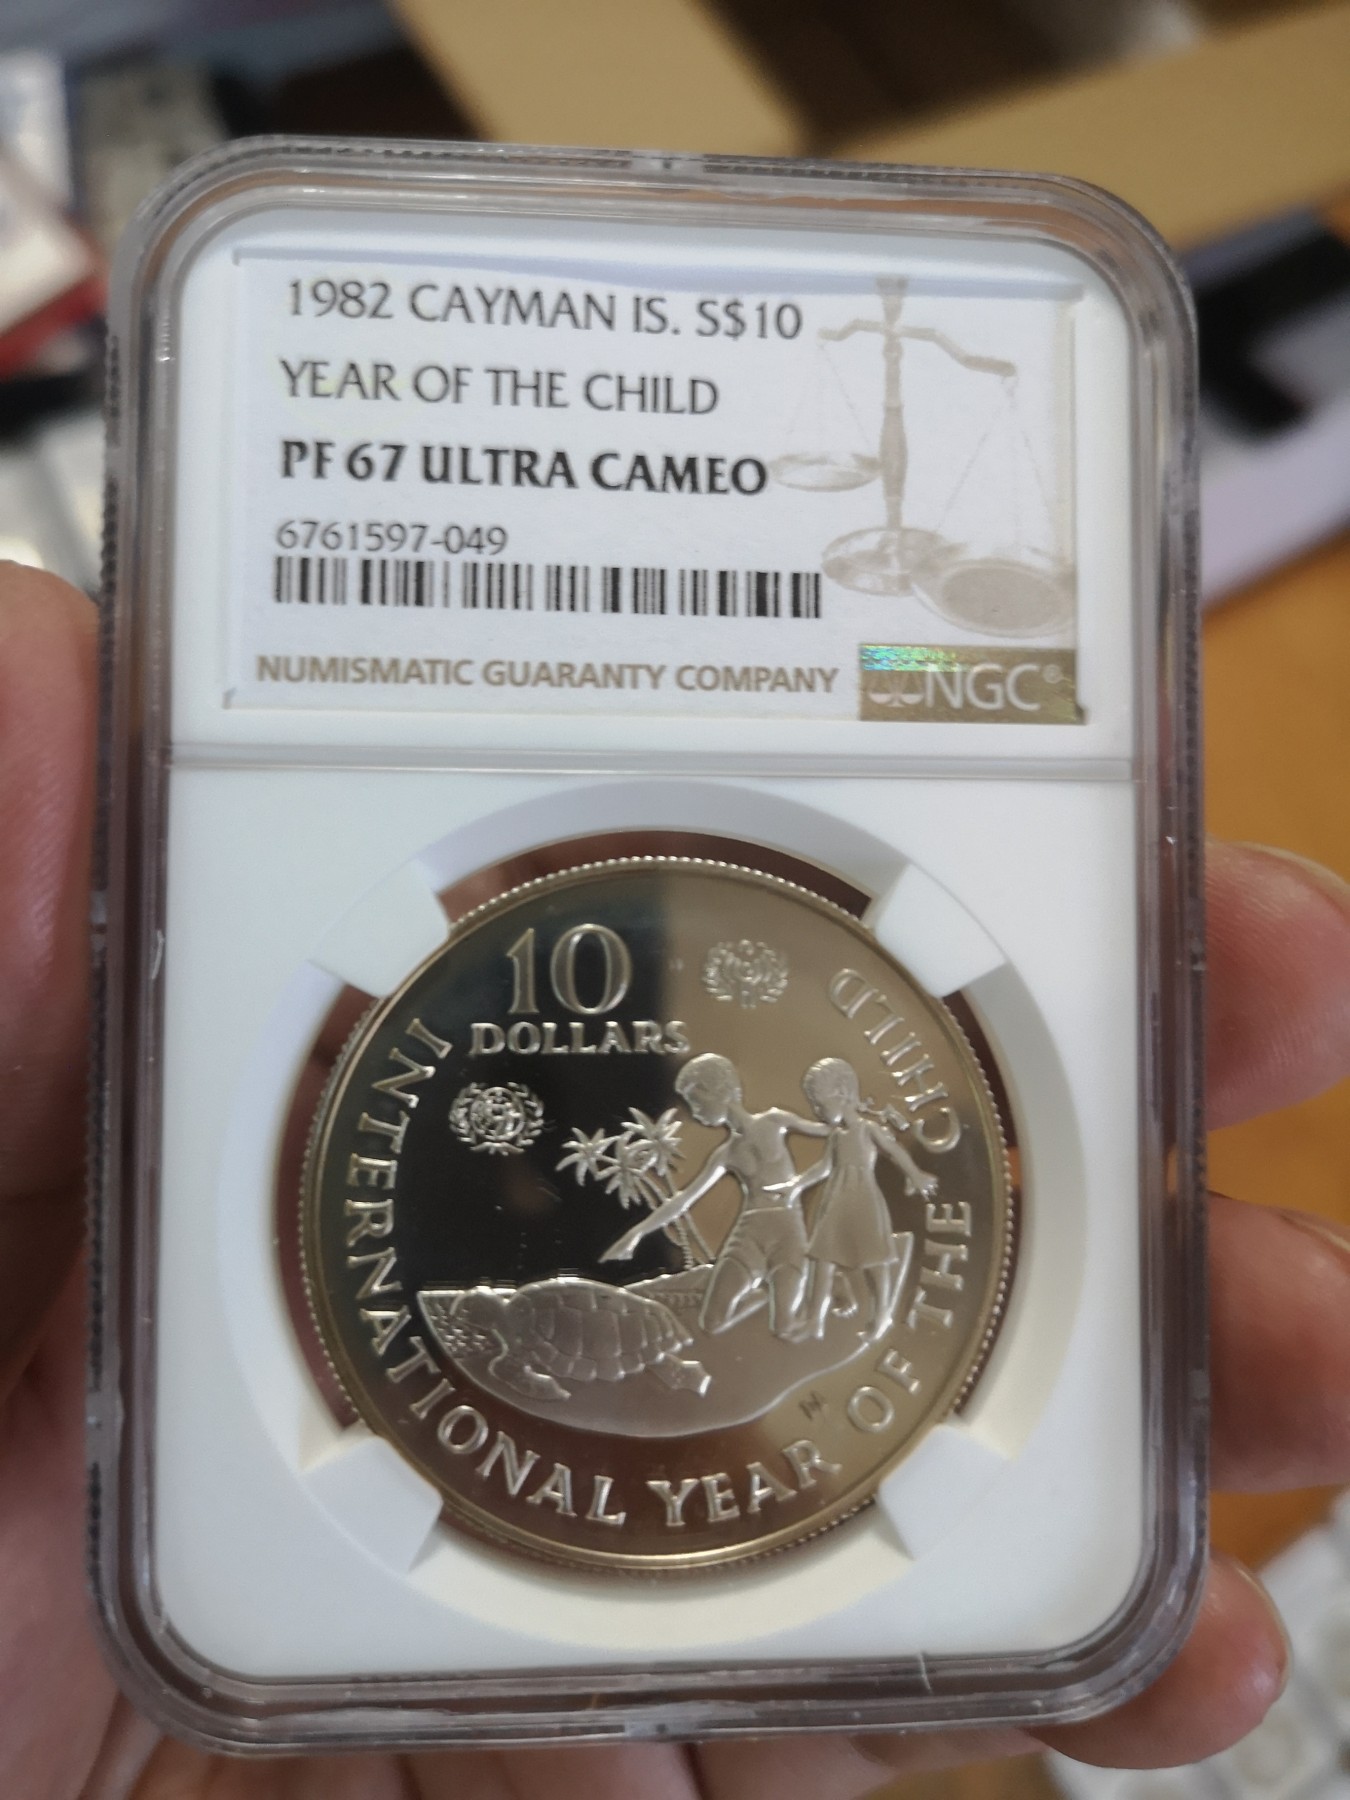 1982 CAYMAN IS. S$10
YEAR OF THE CHILD
PF 67 ULTRA CAMEO
6761597-049
NUMISMATIC GUARANTY COMPANY
NGC®
10
DOLLARS
INTERNATIONAL YEAR OF THE CHILD